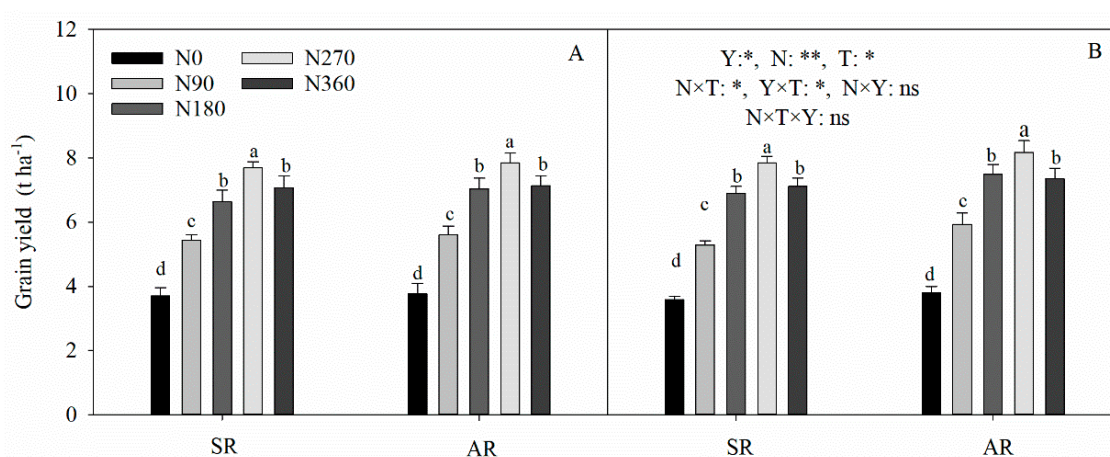 12
10
8
6
4
2
0
Grain yield (t ha-1)
N0
N90
N180
N270
N360
A
d
c
b
a
b
d
c
b
a
b
SR
AR
B
Y:*, N: **, T: *
N×T: *, Y×T: *, N×Y: ns
N×T×Y: ns
d
c
b
a
b
d
c
b
a
b
SR
AR